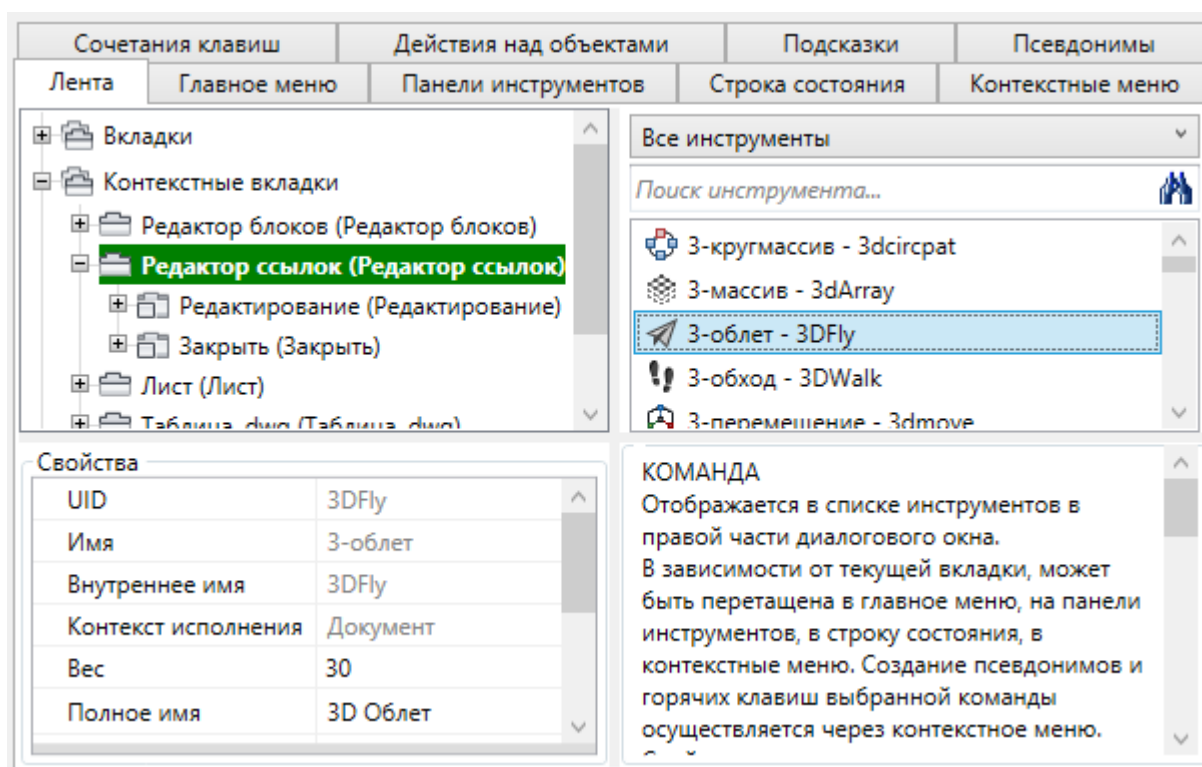 Сочетания клавиш
Действия над объектами
Подсказки
Псевдонимы
Лента
Главное меню
Панели инструментов
Строка состояния
Контекстные меню
Вкладки
Контекстные вкладки
Редактор блоков (Редактор блоков)
Редактор ссылок (Редактор ссылок)
Редактирование (Редактирование)
Закрыть (Закрыть)
Лист (Лист)
Таблица_dwg (Таблица_dwg)
Все инструменты
Поиск инструмента...
3-кругмассив - 3dcircpat
3-массив - 3dArray
3-облет - 3DFly
3-обход - 3DWalk
3-перемещение - 3dmove
Свойства
UID 3DFly
Имя 3-облет
Внутреннее имя 3DFly
Контекст исполнения Документ
Вес 30
Полное имя 3D Облет
КОМАНДА
Отображается в списке инструментов в
правой части диалогового окна.
В зависимости от текущей вкладки, может
быть перетащена в главное меню, на панели
инструментов, в строку состояния, в
контекстные меню. Создание псевдонимов и
горячих клавиш выбранной команды
осуществляется через контекстное меню.